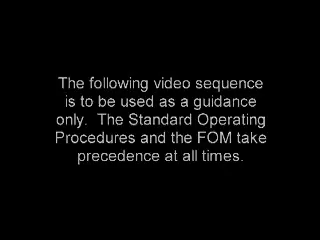 The following video sequence
is to be used as a guidance
only.  The Standard Operating
Procedures and the FOM take
precedence at all times.